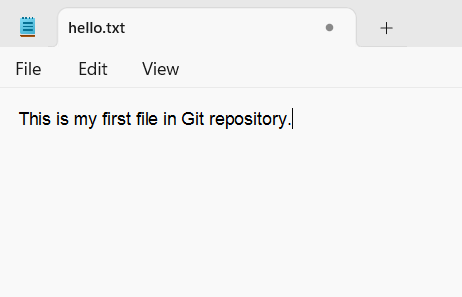 hello.txt
File Edit View
This is my first file in Git repository.